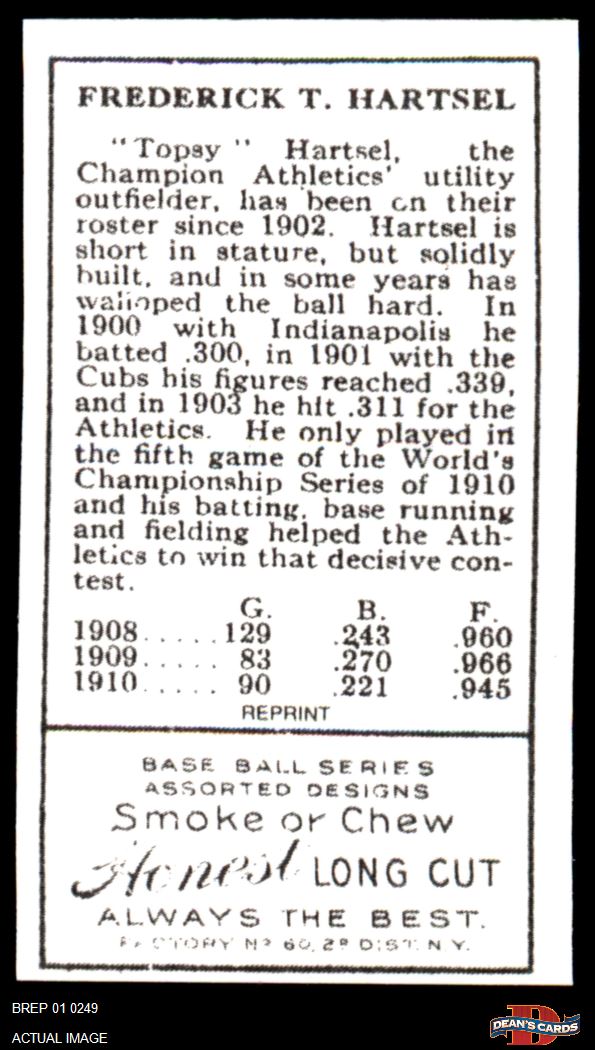 FREDERICK T. HARTSEL
"Topsy" Hartsel, the
Champion Athletics' utility
outfielder, has been on their
roster since 1902. Hartsel is
short in stature, but solidly
built, and in some years has
walloped the ball hard. In
1900 with Indianapolis he
batted .300, in 1901 with the
Cubs his figures reached .339,
and in 1903 he hit .311 for the
Athletics. He only played in
the fifth game of the World's
Championship Series of 1910
and his batting, base running
and fielding helped the Ath-
letics to win that decisive con-
test.
G. B. F.
1908..... 129 .243 .960
1909..... 83 .270 .966
1910..... 90 .221 .945
REPRINT
BASE BALL SERIES
ASSORTED DESIGNS
Smoke or Chew
Honest LONG CUT
ALWAYS THE BEST.
FACTORY Nº 60, 2ᴰ DIST. N.Y.
BREP 01 0249
ACTUAL IMAGE
D
DEAN'S CARDS